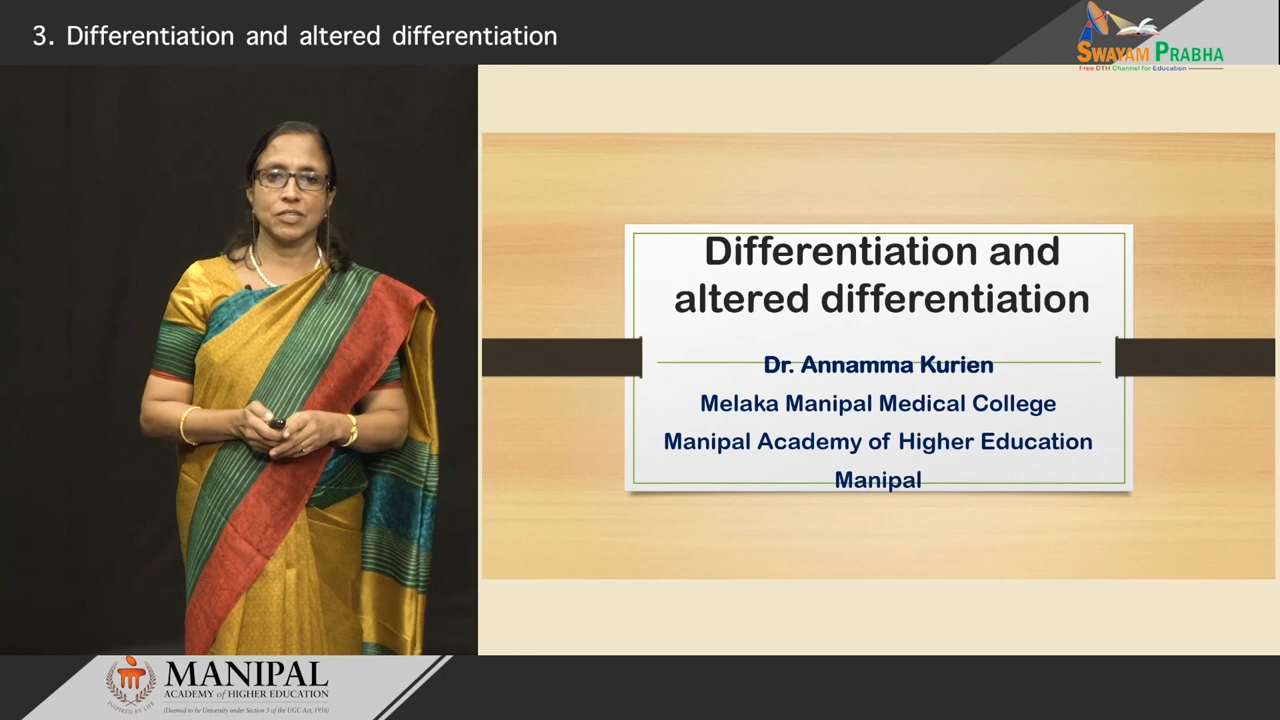 3. Differentiation and altered differentiation
SWAYAM PRABHA
Free DTH Channel for Education
Differentiation and
altered differentiation
Dr. Annamma Kurien
Melaka Manipal Medical College
Manipal Academy of Higher Education
Manipal
INSPIRED BY LIFE
MANIPAL
ACADEMY of HIGHER EDUCATION
(Deemed to be University under Section 3 of the UGC Act, 1956)